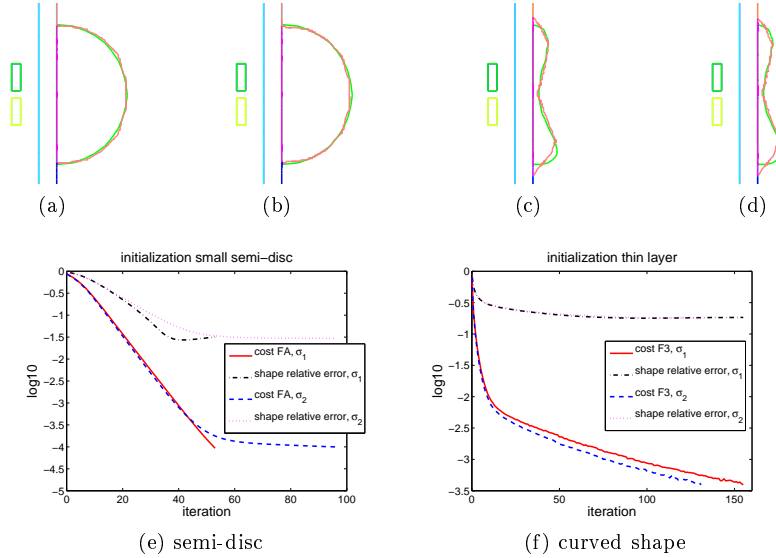 (a)
(b)
(c)
(d)
initialization small semi−disc
0
−0.5
−1
−1.5
−2
−2.5
−3
−3.5
−4
−4.5
−5
log10
0
20
40
60
80
100
iteration
cost FA, σ1
shape relative error, σ1
cost FA, σ2
shape relative error, σ2
(e) semi-disc
initialization thin layer
0
−0.5
−1
−1.5
−2
−2.5
−3
−3.5
log10
0
50
100
150
iteration
cost F3, σ1
shape relative error, σ1
cost F3, σ2
shape relative error, σ2
(f) curved shape